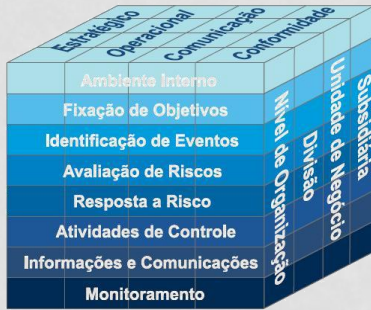 Estratégico
Operacional
Comunicação
Conformidade
Ambiente Interno
Fixação de Objetivos
Identificação de Eventos
Avaliação de Riscos
Resposta a Risco
Atividades de Controle
Informações e Comunicações
Monitoramento
Nível de Organização
Divisão
Unidade de Negócio
Subsidiária